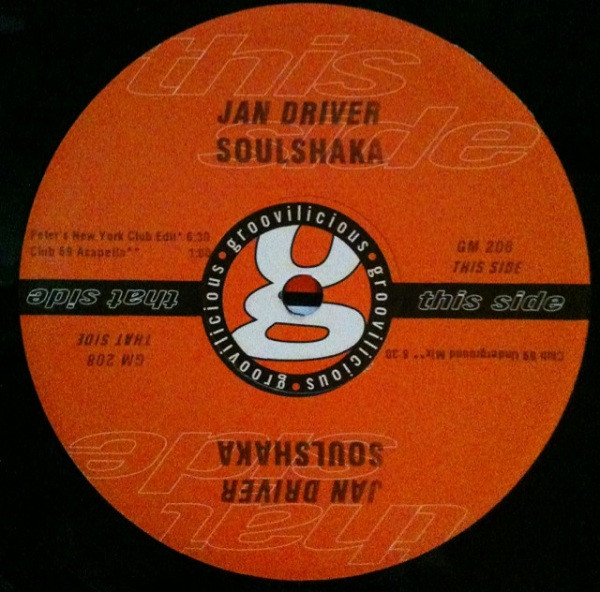 this
side
JAN DRIVER
SOULSHAKA
Peter's New York Club Edit* 6:30
Club 69 Acapella** 1:00
GM 208
THIS SIDE
groovilicious • groovilicious • groovilicious •
g
this side
that side
that
side
JAN DRIVER
SOULSHAKA
Club 69 Underground Mix** 8:30
GM 208
THAT SIDE